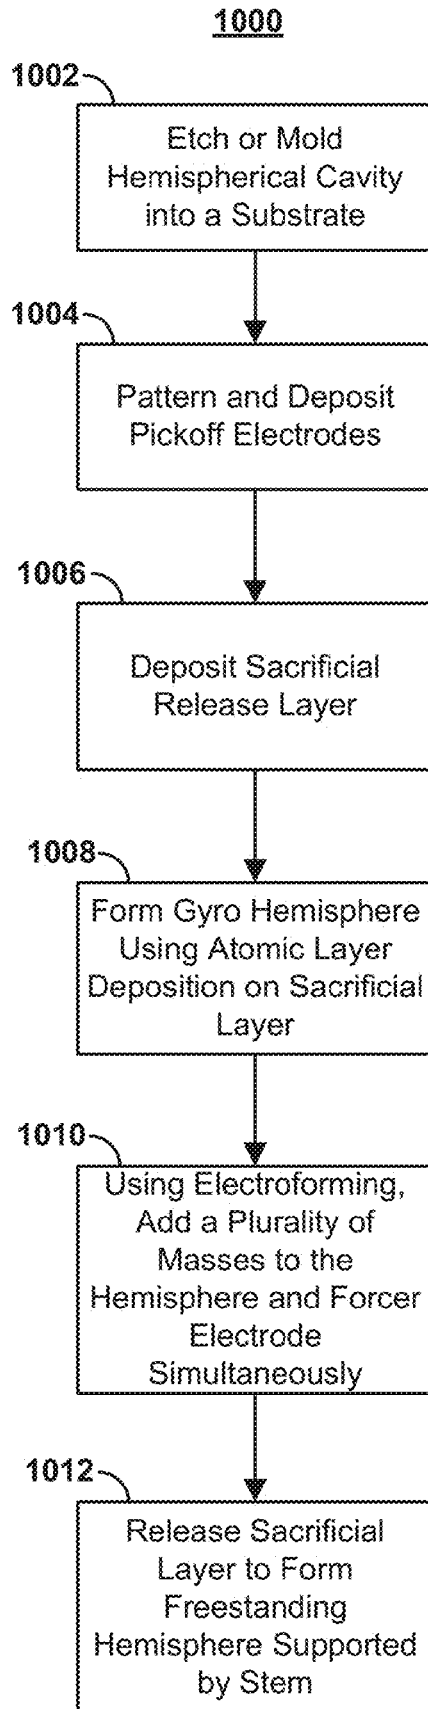 1000
1002
Etch or Mold
Hemispherical Cavity
into a Substrate
1004
Pattern and Deposit
Pickoff Electrodes
1006
Deposit Sacrificial
Release Layer
1008
Form Gyro Hemisphere
Using Atomic Layer
Deposition on Sacrificial
Layer
1010
Using Electroforming,
Add a Plurality of
Masses to the
Hemisphere and Forcer
Electrode
Simultaneously
1012
Release Sacrificial
Layer to Form
Freestanding
Hemisphere Supported
by Stem